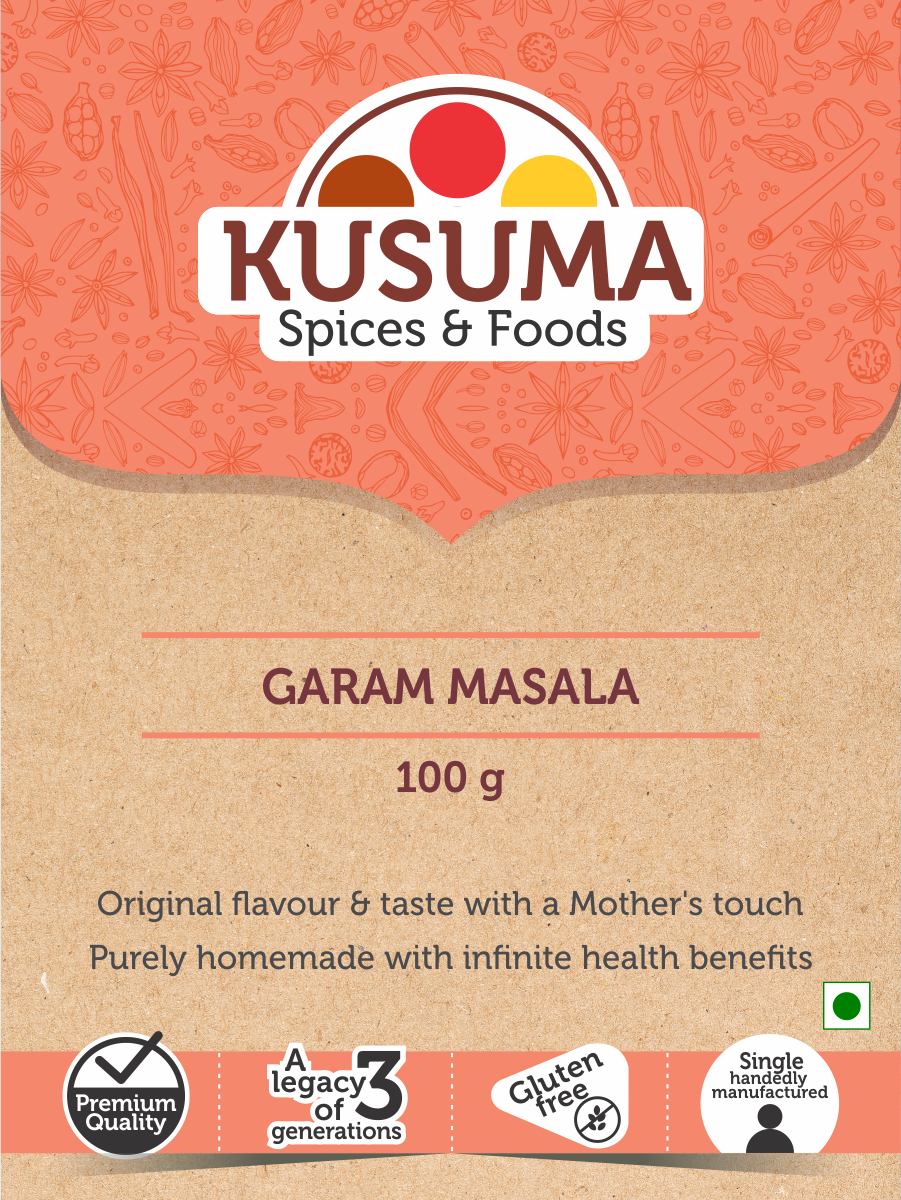 KUSUMA
Spices & Foods
GARAM MASALA
100 g
Original flavour & taste with a Mother's touch
Purely homemade with infinite health benefits
Premium
Quality
A
legacy 3
of
generations
Gluten
free
Single
handedly
manufactured